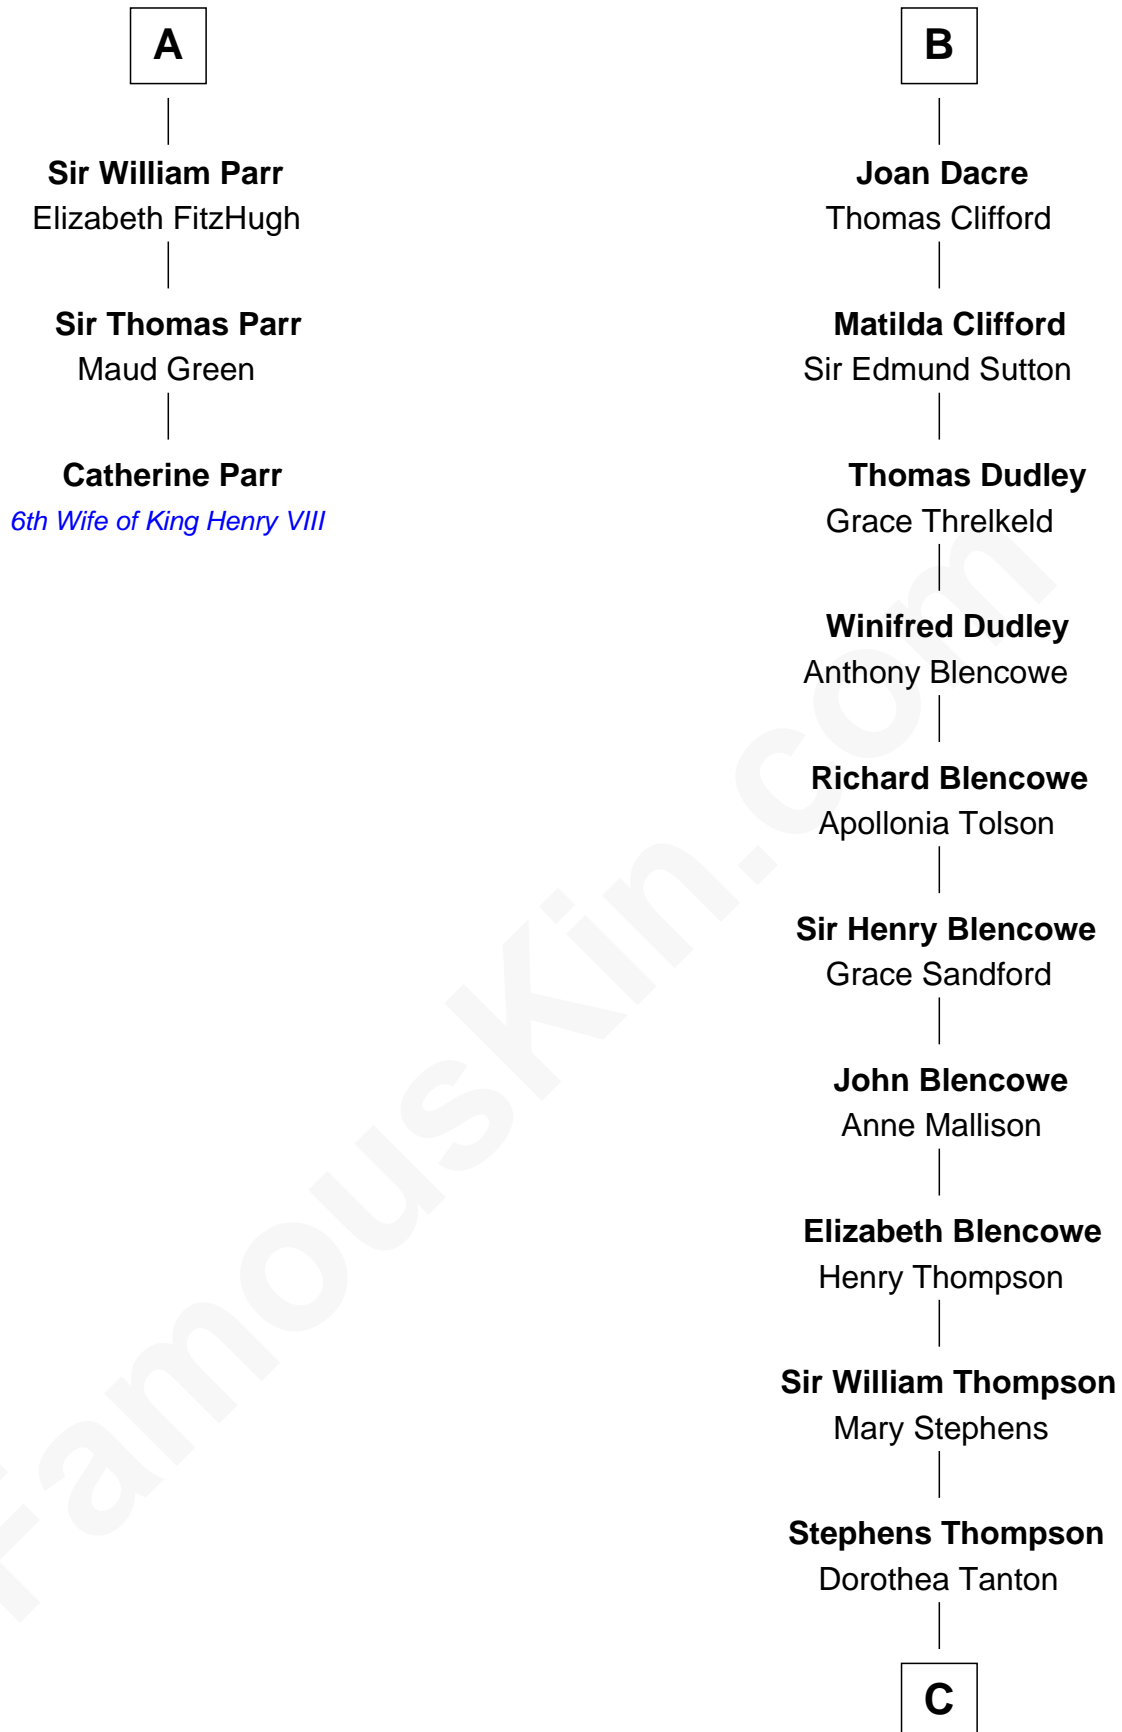 A
Sir William Parr
Elizabeth FitzHugh
Sir Thomas Parr
Maud Green
Catherine Parr
6th Wife of King Henry VIII
B
Joan Dacre
Thomas Clifford
Matilda Clifford
Sir Edmund Sutton
Thomas Dudley
Grace Threlkeld
Winifred Dudley
Anthony Blencowe
Richard Blencowe
Apollonia Tolson
Sir Henry Blencowe
Grace Sandford
John Blencowe
Anne Mallison
Elizabeth Blencowe
Henry Thompson
Sir William Thompson
Mary Stephens
Stephens Thompson
Dorothea Tanton
C
FamousKin.com